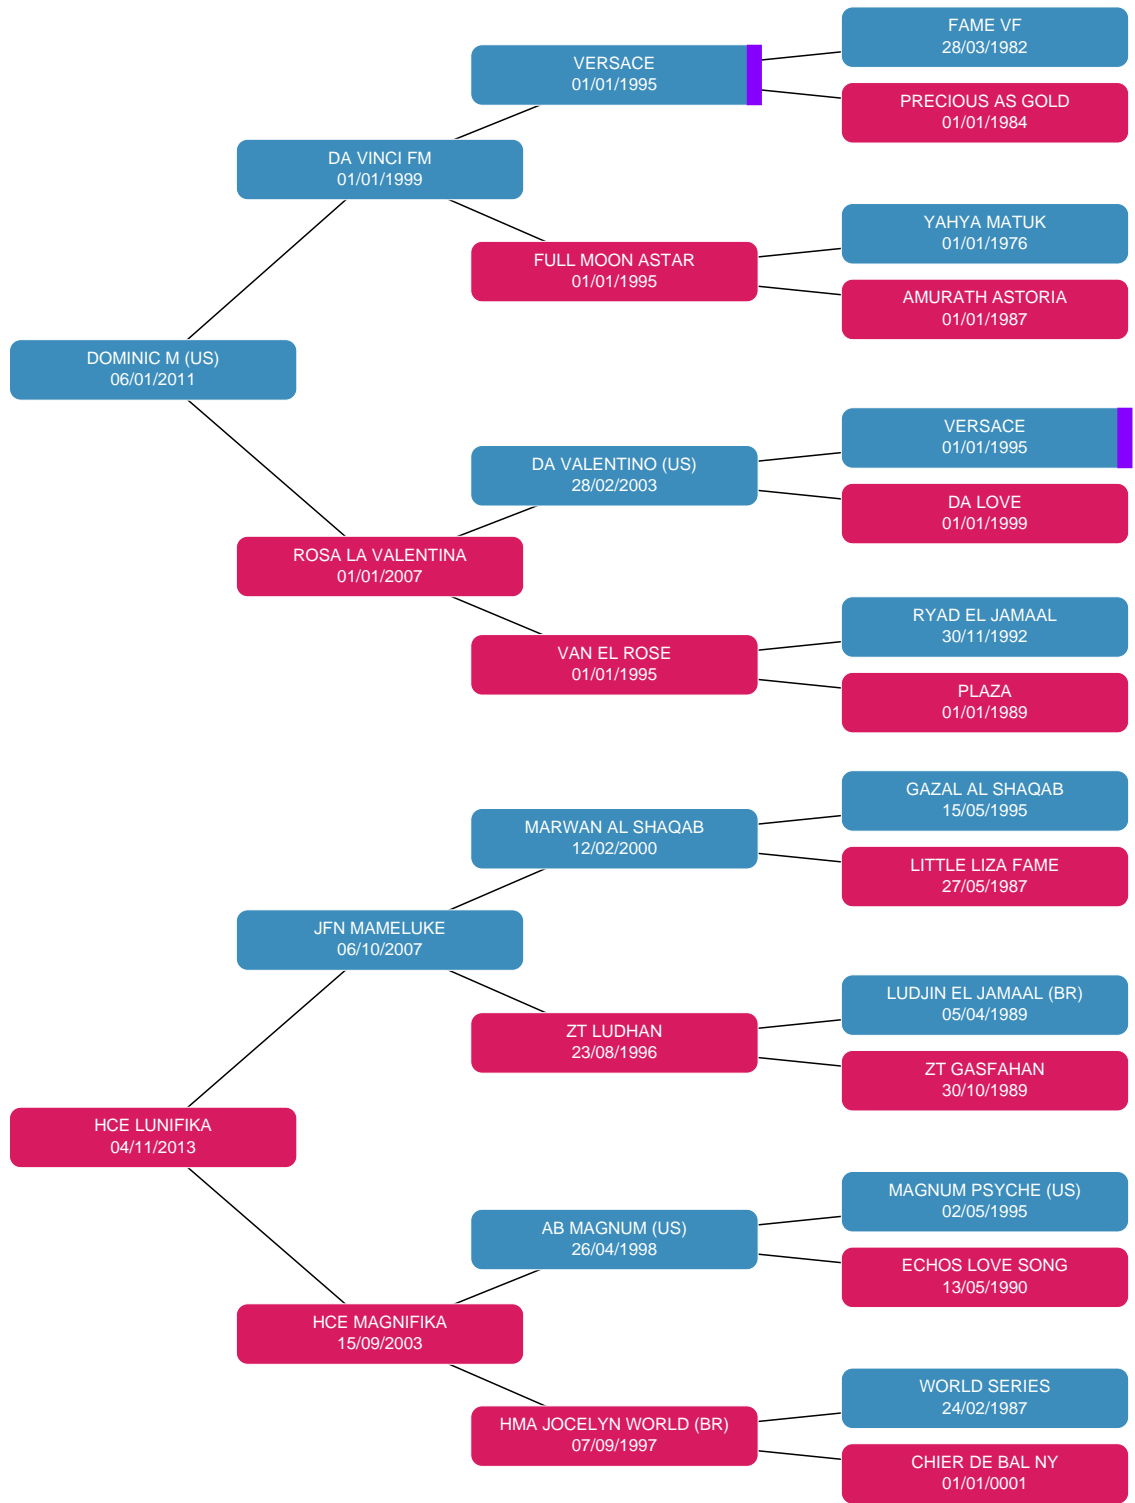 FAME VF
28/03/1982
VERSACE
01/01/1995
PRECIOUS AS GOLD
01/01/1984
DA VINCI FM
01/01/1999
YAHYA MATUK
01/01/1976
FULL MOON ASTAR
01/01/1995
AMURATH ASTORIA
01/01/1987
DOMINIC M (US)
06/01/2011
VERSACE
01/01/1995
DA VALENTINO (US)
28/02/2003
DA LOVE
01/01/1999
ROSA LA VALENTINA
01/01/2007
RYAD EL JAMAAL
30/11/1992
VAN EL ROSE
01/01/1995
PLAZA
01/01/1989
GAZAL AL SHAQAB
15/05/1995
MARWAN AL SHAQAB
12/02/2000
LITTLE LIZA FAME
27/05/1987
JFN MAMELUKE
06/10/2007
LUDJIN EL JAMAAL (BR)
05/04/1989
ZT LUDHAN
23/08/1996
ZT GASFAHAN
30/10/1989
HCE LUNIFIKA
04/11/2013
MAGNUM PSYCHE (US)
02/05/1995
AB MAGNUM (US)
26/04/1998
ECHOS LOVE SONG
13/05/1990
HCE MAGNIFIKA
15/09/2003
WORLD SERIES
24/02/1987
HMA JOCELYN WORLD (BR)
07/09/1997
CHIER DE BAL NY
01/01/0001